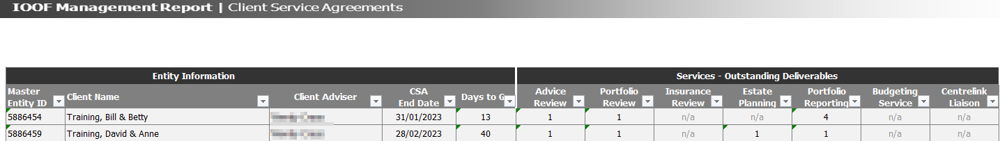 IOOF Management Report | Client Service Agreements
Entity Information Services - Outstanding Deliverables
Master Entity ID Client Name Client Adviser CSA End Date Days to G Advice Review Portfolio Review Insurance Review Estate Planning Portfolio Reporting Budgeting Service Centrelink Liaison
5886454 Training, Bill & Betty 31/01/2023 13 1 1 n/a n/a 4 n/a n/a
5886459 Training, David & Anne 28/02/2023 40 1 1 n/a 1 1 n/a n/a